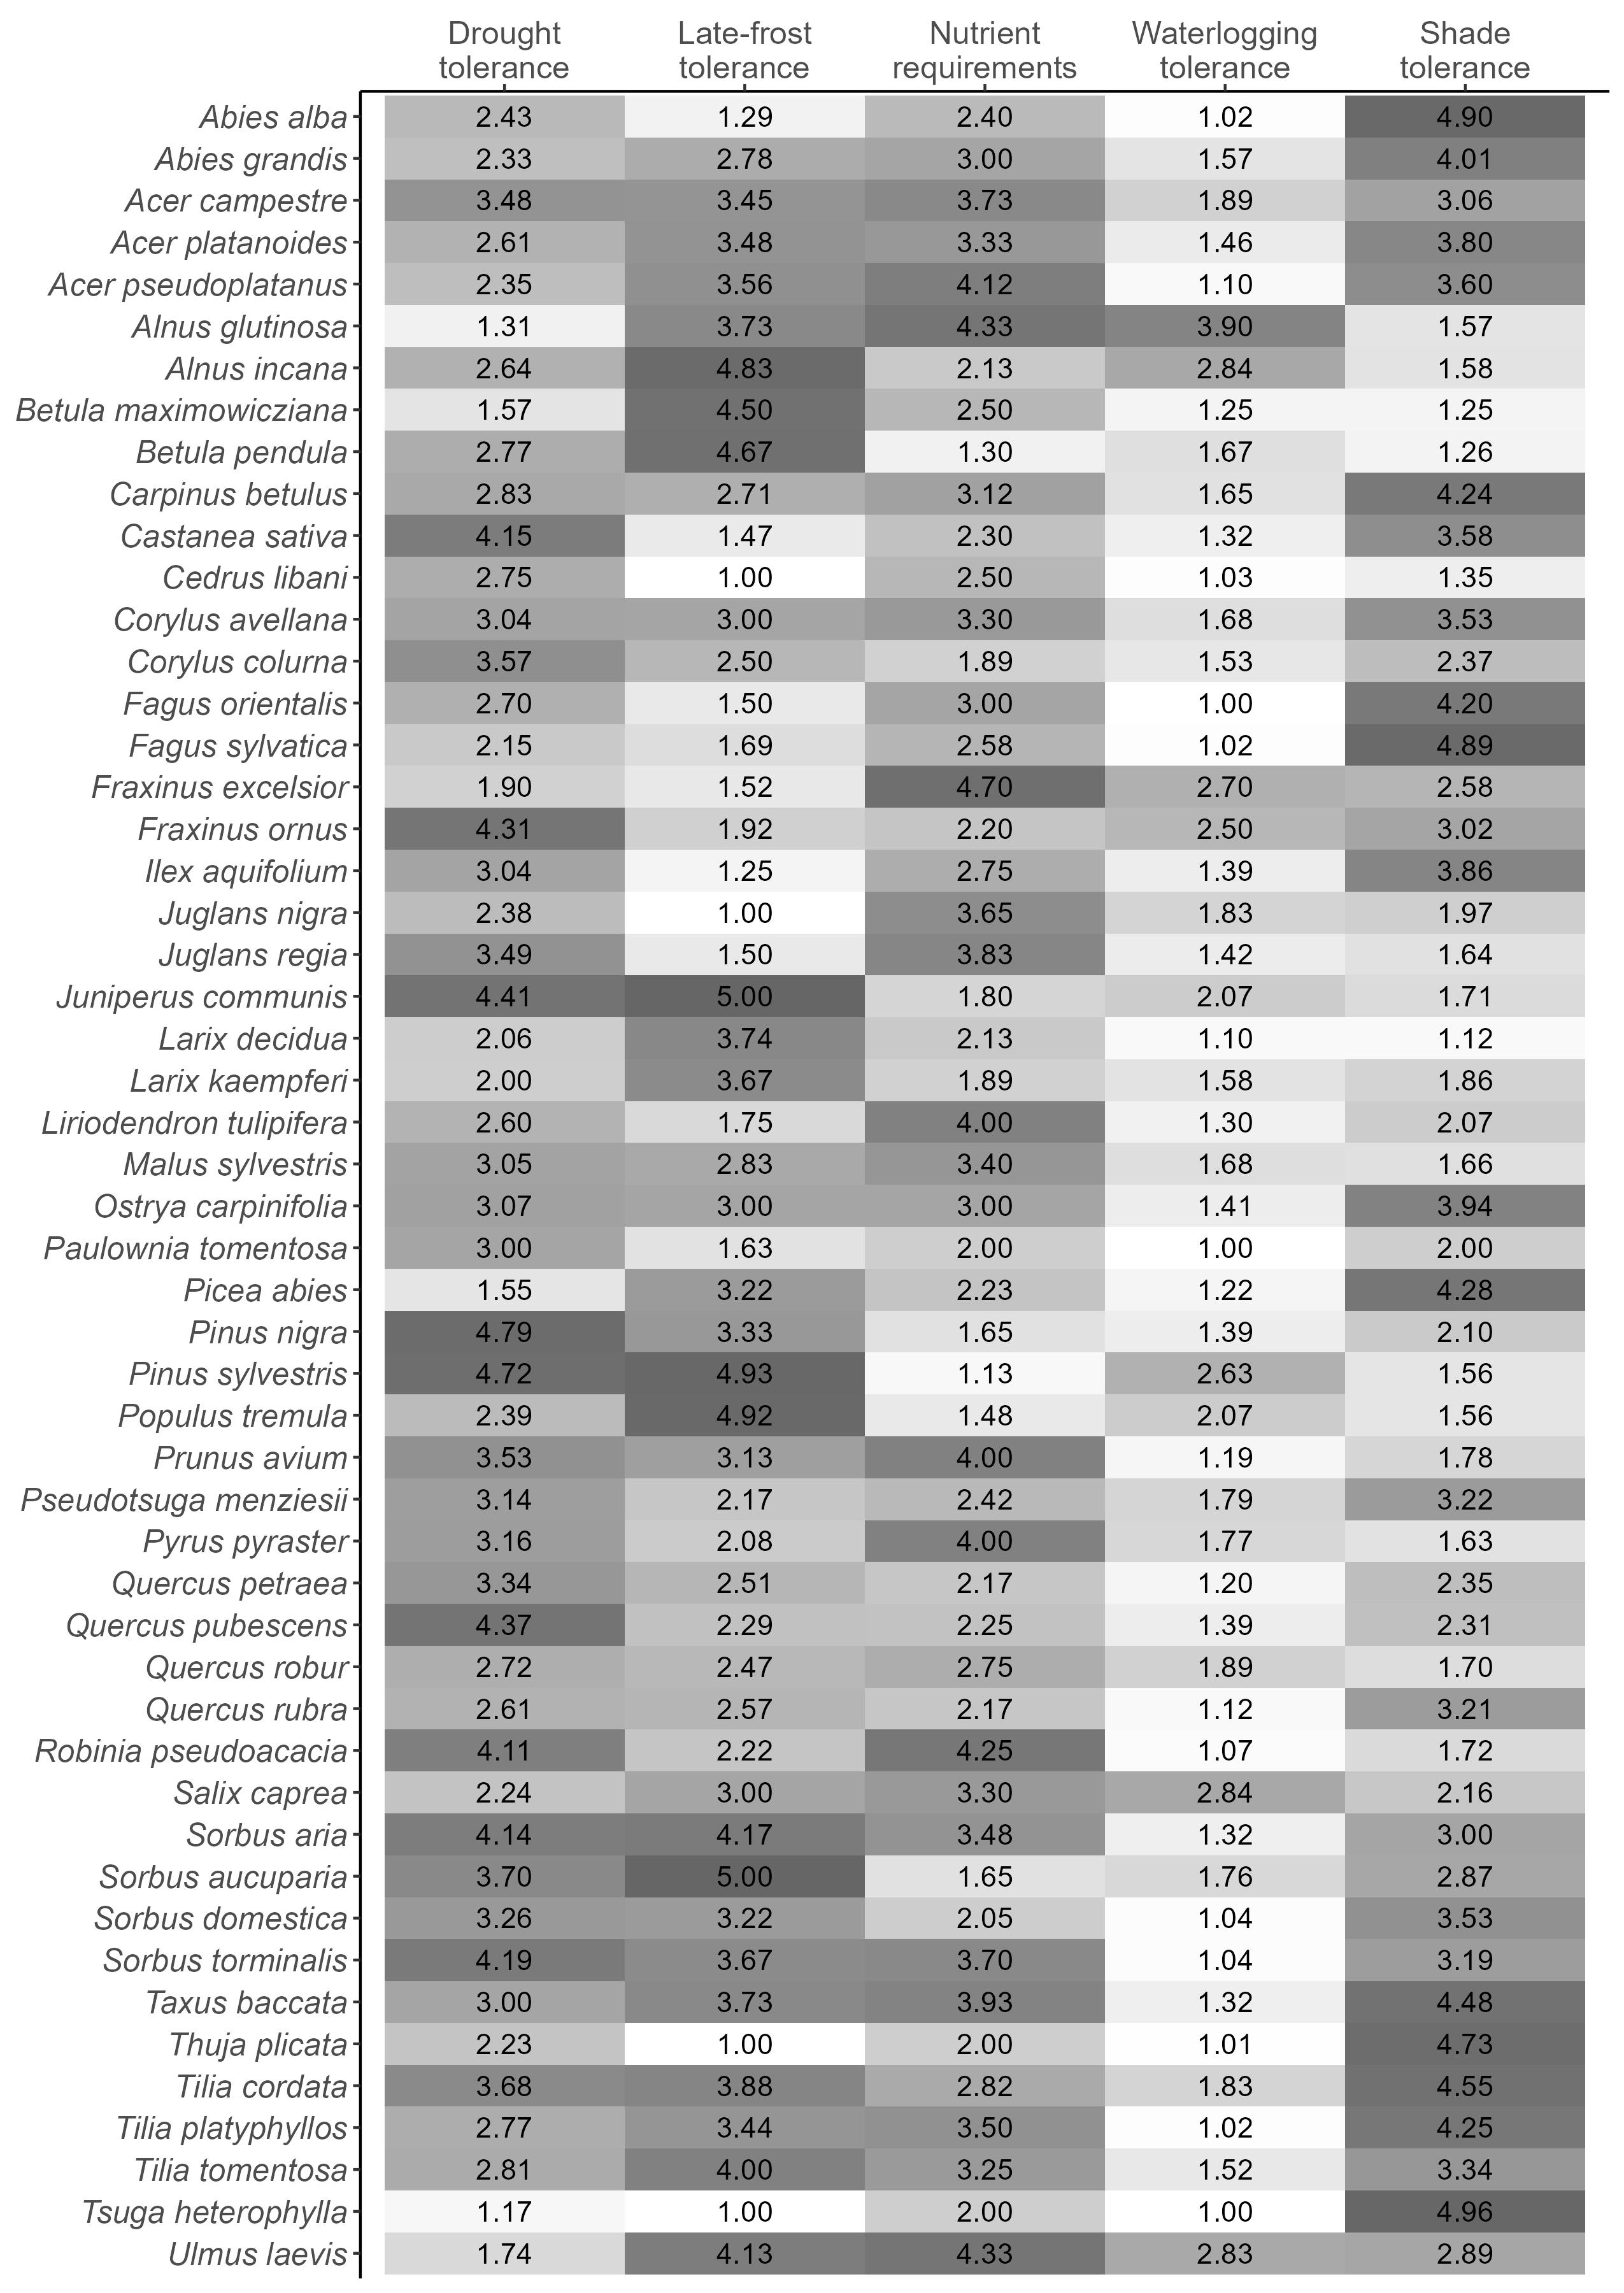 Drought Late-frost Nutrient Waterlogging Shade
tolerance tolerance requirements tolerance tolerance
Abies alba 2.43 1.29 2.40 1.02 4.90
Abies grandis 2.33 2.78 3.00 1.57 4.01
Acer campestre 3.48 3.45 3.73 1.89 3.06
Acer platanoides 2.61 3.48 3.33 1.46 3.80
Acer pseudoplatanus 2.35 3.56 4.12 1.10 3.60
Alnus glutinosa 1.31 3.73 4.33 3.90 1.57
Alnus incana 2.64 4.83 2.13 2.84 1.58
Betula maximowicziana 1.57 4.50 2.50 1.25 1.25
Betula pendula 2.77 4.67 1.30 1.67 1.26
Carpinus betulus 2.83 2.71 3.12 1.65 4.24
Castanea sativa 4.15 1.47 2.30 1.32 3.58
Cedrus libani 2.75 1.00 2.50 1.03 1.35
Corylus avellana 3.04 3.00 3.30 1.68 3.53
Corylus colurna 3.57 2.50 1.89 1.53 2.37
Fagus orientalis 2.70 1.50 3.00 1.00 4.20
Fagus sylvatica 2.15 1.69 2.58 1.02 4.89
Fraxinus excelsior 1.90 1.52 4.70 2.70 2.58
Fraxinus ornus 4.31 1.92 2.20 2.50 3.02
Ilex aquifolium 3.04 1.25 2.75 1.39 3.86
Juglans nigra 2.38 1.00 3.65 1.83 1.97
Juglans regia 3.49 1.50 3.83 1.42 1.64
Juniperus communis 4.41 5.00 1.80 2.07 1.71
Larix decidua 2.06 3.74 2.13 1.10 1.12
Larix kaempferi 2.00 3.67 1.89 1.58 1.86
Liriodendron tulipifera 2.60 1.75 4.00 1.30 2.07
Malus sylvestris 3.05 2.83 3.40 1.68 1.66
Ostrya carpinifolia 3.07 3.00 3.00 1.41 3.94
Paulownia tomentosa 3.00 1.63 2.00 1.00 2.00
Picea abies 1.55 3.22 2.23 1.22 4.28
Pinus nigra 4.79 3.33 1.65 1.39 2.10
Pinus sylvestris 4.72 4.93 1.13 2.63 1.56
Populus tremula 2.39 4.92 1.48 2.07 1.56
Prunus avium 3.53 3.13 4.00 1.19 1.78
Pseudotsuga menziesii 3.14 2.17 2.42 1.79 3.22
Pyrus pyraster 3.16 2.08 4.00 1.77 1.63
Quercus petraea 3.34 2.51 2.17 1.20 2.35
Quercus pubescens 4.37 2.29 2.25 1.39 2.31
Quercus robur 2.72 2.47 2.75 1.89 1.70
Quercus rubra 2.61 2.57 2.17 1.12 3.21
Robinia pseudoacacia 4.11 2.22 4.25 1.07 1.72
Salix caprea 2.24 3.00 3.30 2.84 2.16
Sorbus aria 4.14 4.17 3.48 1.32 3.00
Sorbus aucuparia 3.70 5.00 1.65 1.76 2.87
Sorbus domestica 3.26 3.22 2.05 1.04 3.53
Sorbus torminalis 4.19 3.67 3.70 1.04 3.19
Taxus baccata 3.00 3.73 3.93 1.32 4.48
Thuja plicata 2.23 1.00 2.00 1.01 4.73
Tilia cordata 3.68 3.88 2.82 1.83 4.55
Tilia platyphyllos 2.77 3.44 3.50 1.02 4.25
Tilia tomentosa 2.81 4.00 3.25 1.52 3.34
Tsuga heterophylla 1.17 1.00 2.00 1.00 4.96
Ulmus laevis 1.74 4.13 4.33 2.83 2.89